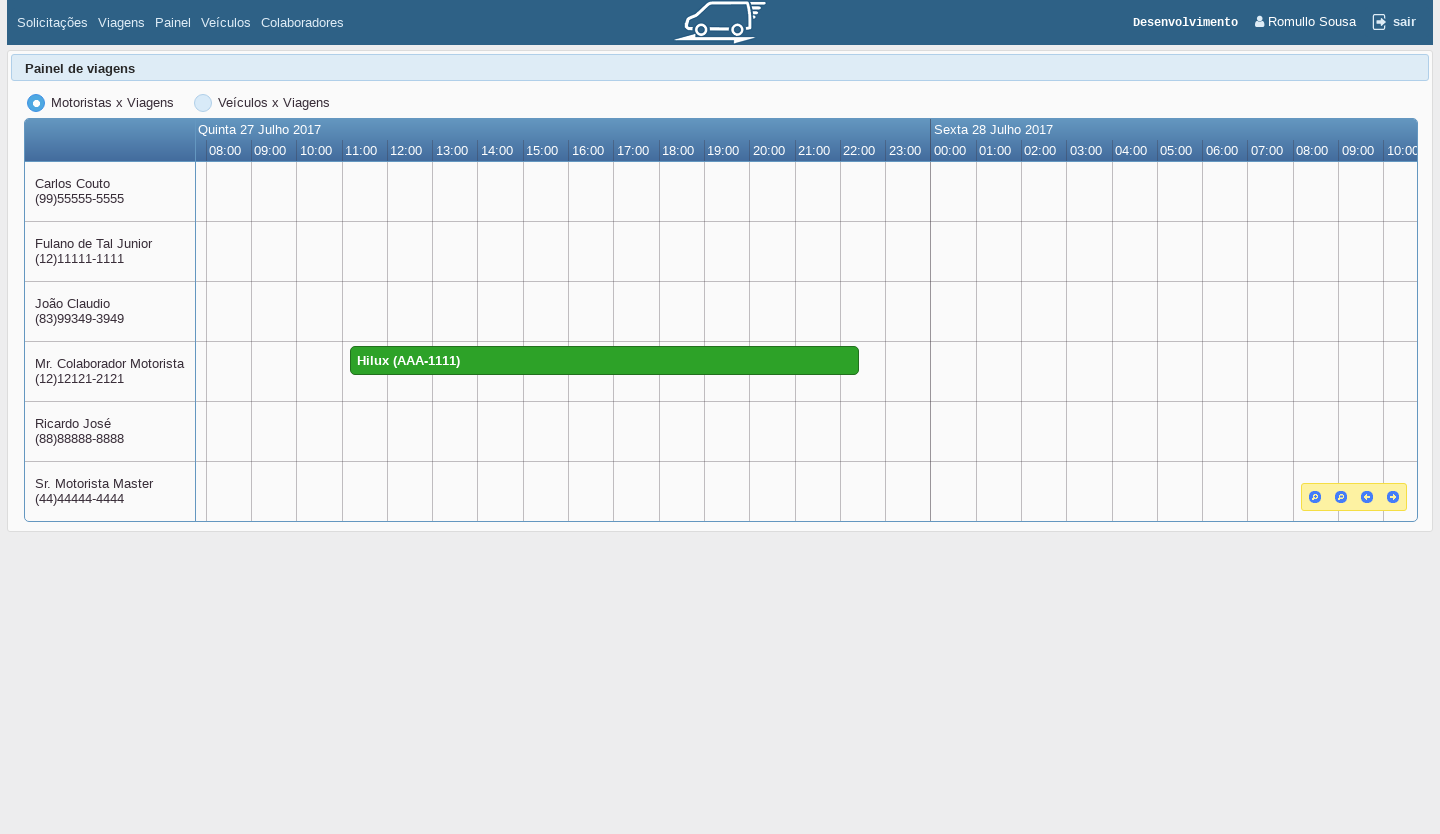 Solicitações Viagens Painel Veículos Colaboradores Desenvolvimento Romullo Sousa sair
Painel de viagens
Motoristas x Viagens Veículos x Viagens
Quinta 27 Julho 2017 Sexta 28 Julho 2017
08:00 09:00 10:00 11:00 12:00 13:00 14:00 15:00 16:00 17:00 18:00 19:00 20:00 21:00 22:00 23:00 00:00 01:00 02:00 03:00 04:00 05:00 06:00 07:00 08:00 09:00 10:00
Carlos Couto
(99)55555-5555
Fulano de Tal Junior
(12)11111-1111
João Claudio
(83)99349-3949
Mr. Colaborador Motorista
(12)12121-2121
Hilux (AAA-1111)
Ricardo José
(88)88888-8888
Sr. Motorista Master
(44)44444-4444